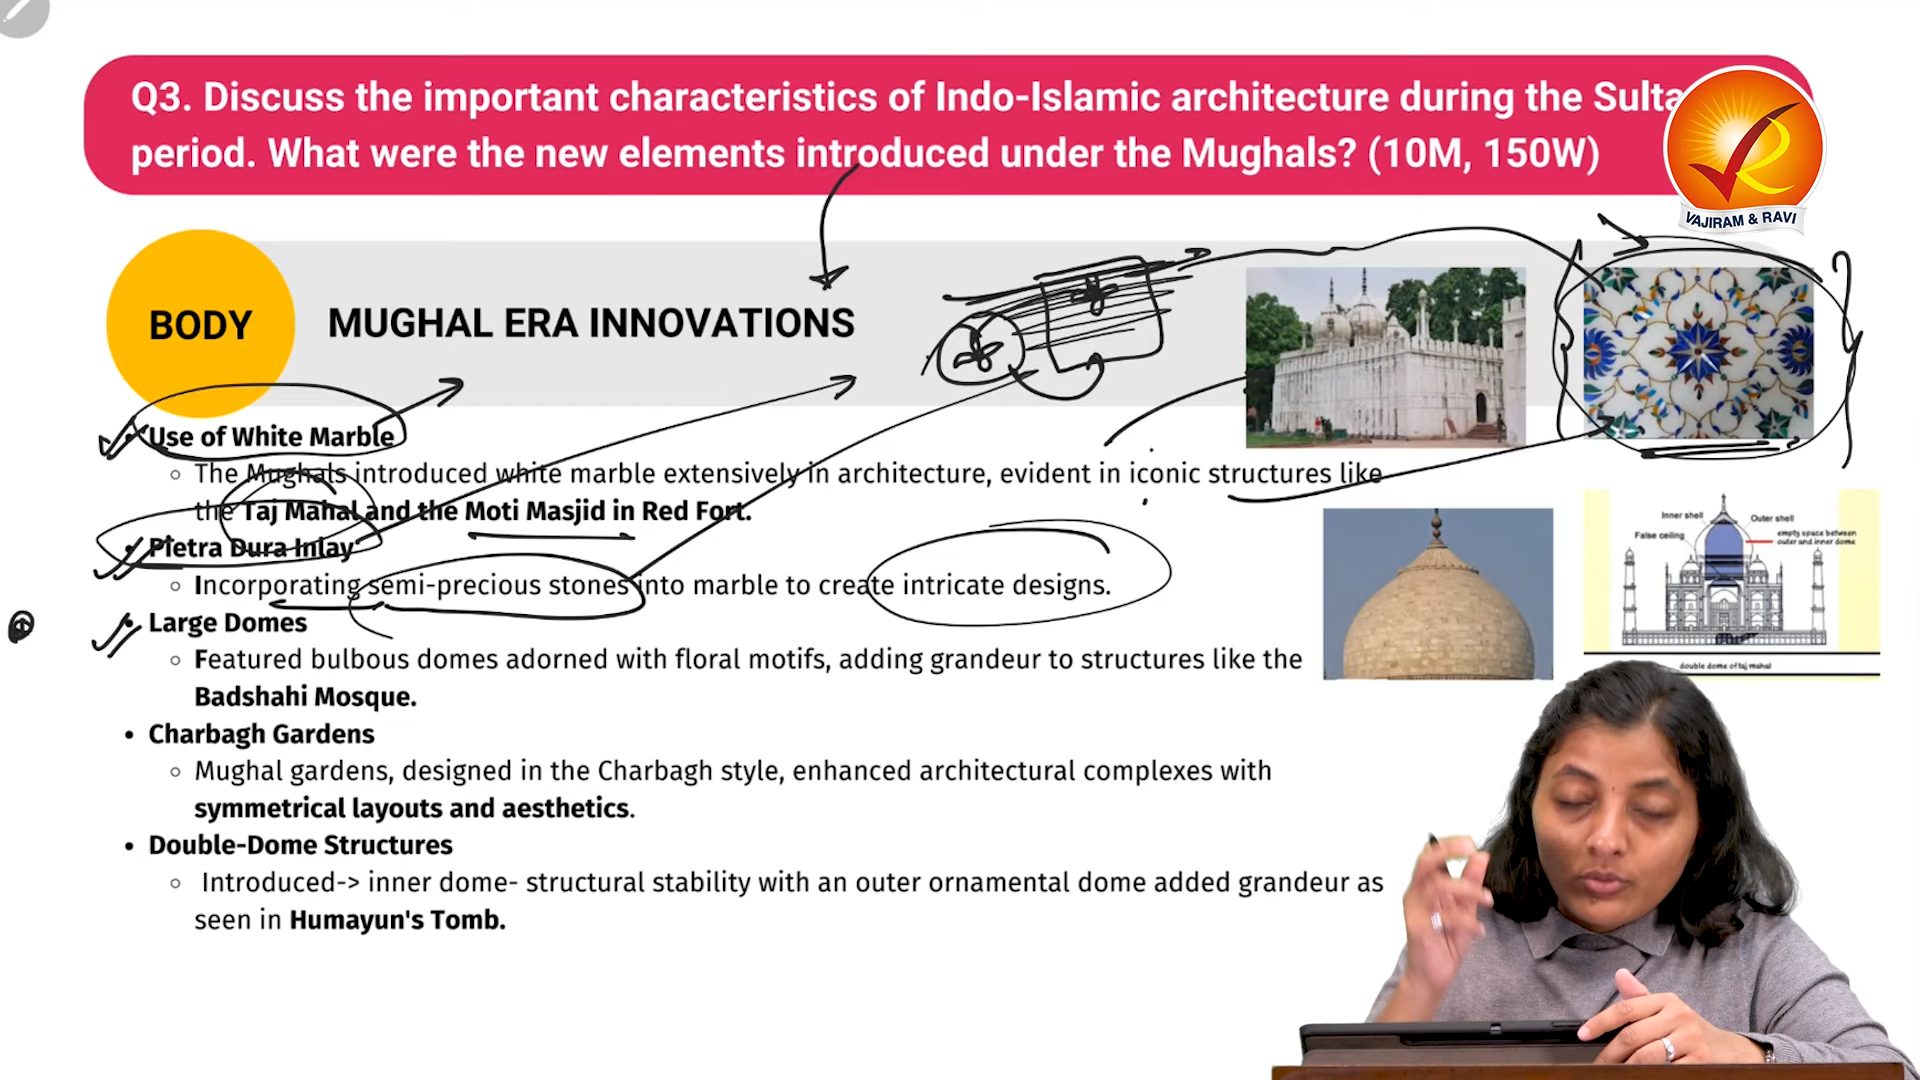 Q3. Discuss the important characteristics of Indo-Islamic architecture during the
period. What were the new elements introduced under the Mughals? (10M, 150W)
VAJIRAM & RAVI
BODY
MUGHAL ERA INNOVATIONS
• Use of White Marble
○ The Mughals introduced white marble extensively in architecture, evident in iconic structures like
the Taj Mahal and the Moti Masjid in Red Fort.
• Pietra Dura Inlay
○ Incorporating semi-precious stones into marble to create intricate designs.
• Large Domes
○ Featured bulbous domes adorned with floral motifs, adding grandeur to structures like the
Badshahi Mosque.
• Charbagh Gardens
○ Mughal gardens, designed in the Charbagh style, enhanced architectural complexes with
symmetrical layouts and aesthetics.
• Double-Dome Structures
○ Introduced-> inner dome- structural stability with an outer ornamental dome added grandeur as
seen in Humayun's Tomb.
Inner shell
Outer shell
False ceiling
empty space between
outer and inner dome
double dome of taj mahal